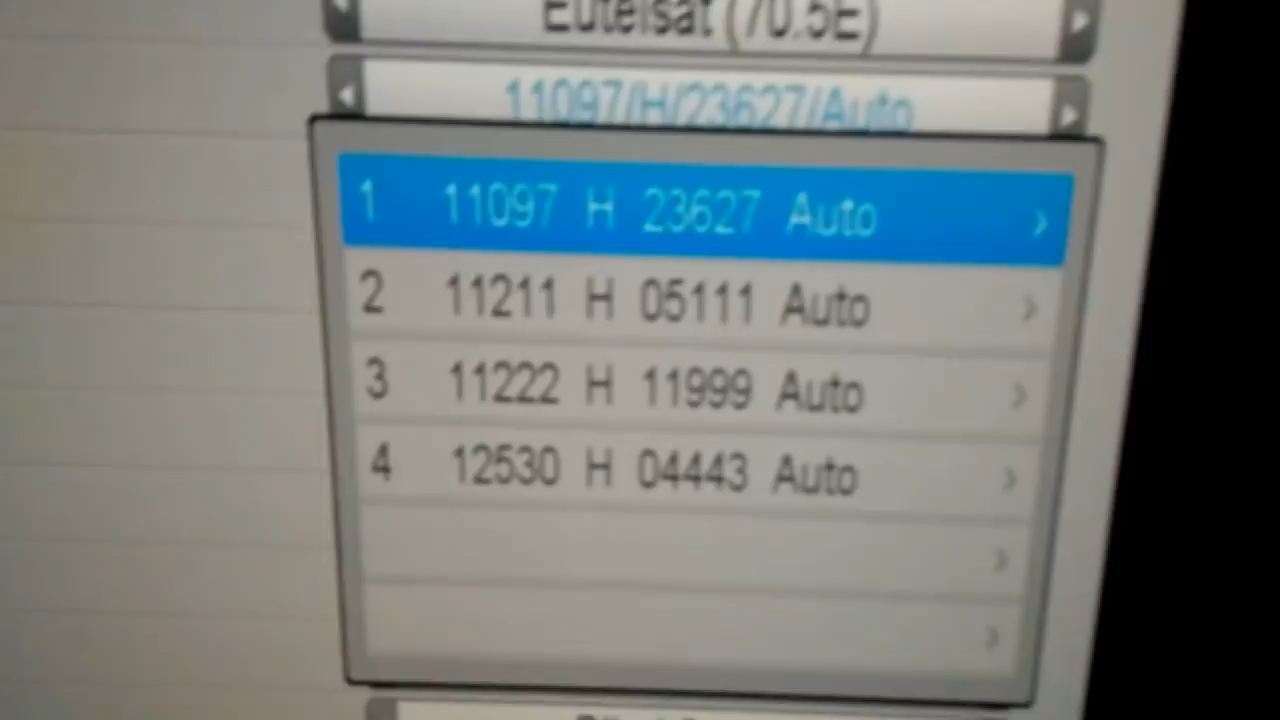 Eutelsat (70.5E)
11097/H/23627/Auto
1 11097 H 23627 Auto
2 11211 H 05111 Auto
3 11222 H 11999 Auto
4 12530 H 04443 Auto